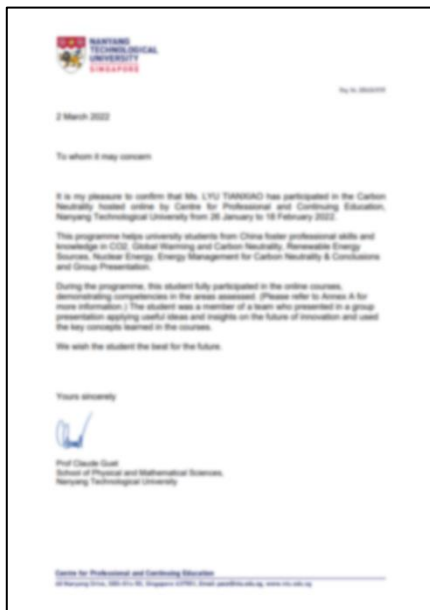 NANYANG
TECHNOLOGICAL
UNIVERSITY
SINGAPORE
2 March 2022
To whom it may concern
It is my pleasure to confirm that Ms. LYU TIANXIAO has participated in the Carbon
Neutrality hosted online by Centre for Professional and Continuing Education,
Nanyang Technological University from 26 January to 18 February 2022.
This programme helps university students from China foster professional skills and
knowledge in CO2, Global Warming and Carbon Neutrality, Renewable Energy
Sources, Nuclear Energy, Energy Management for Carbon Neutrality & Conclusions
and Group Presentation.
During the programme, this student fully participated in the online courses,
demonstrating competencies in the areas assessed. (Please refer to Annex A for
more information.) The student was a member of a team who presented in a group
presentation applying useful ideas and insights on the future of innovation and used
the key concepts learned in the courses.
We wish the student the best for the future.
Yours sincerely
Prof Claude Guet
School of Physical and Mathematical Sciences,
Nanyang Technological University
Centre for Professional and Continuing Education